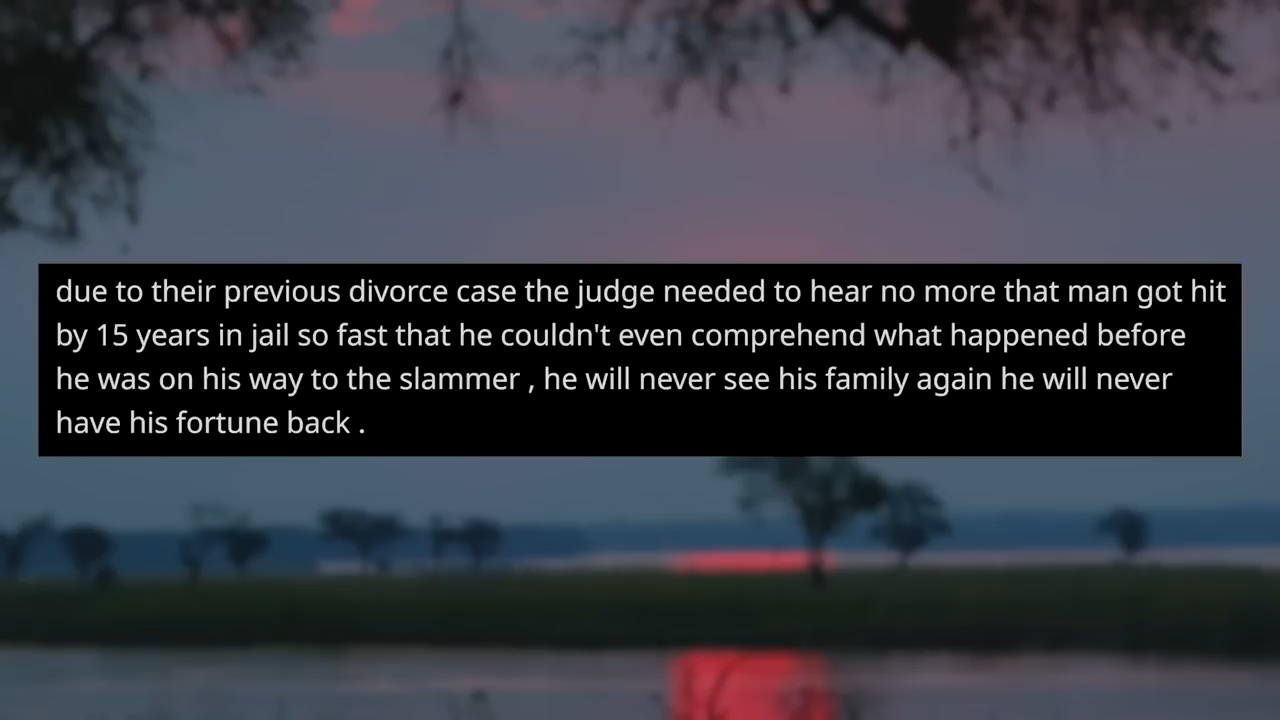 due to their previous divorce case the judge needed to hear no more that man got hit
by 15 years in jail so fast that he couldn't even comprehend what happened before
he was on his way to the slammer , he will never see his family again he will never
have his fortune back .